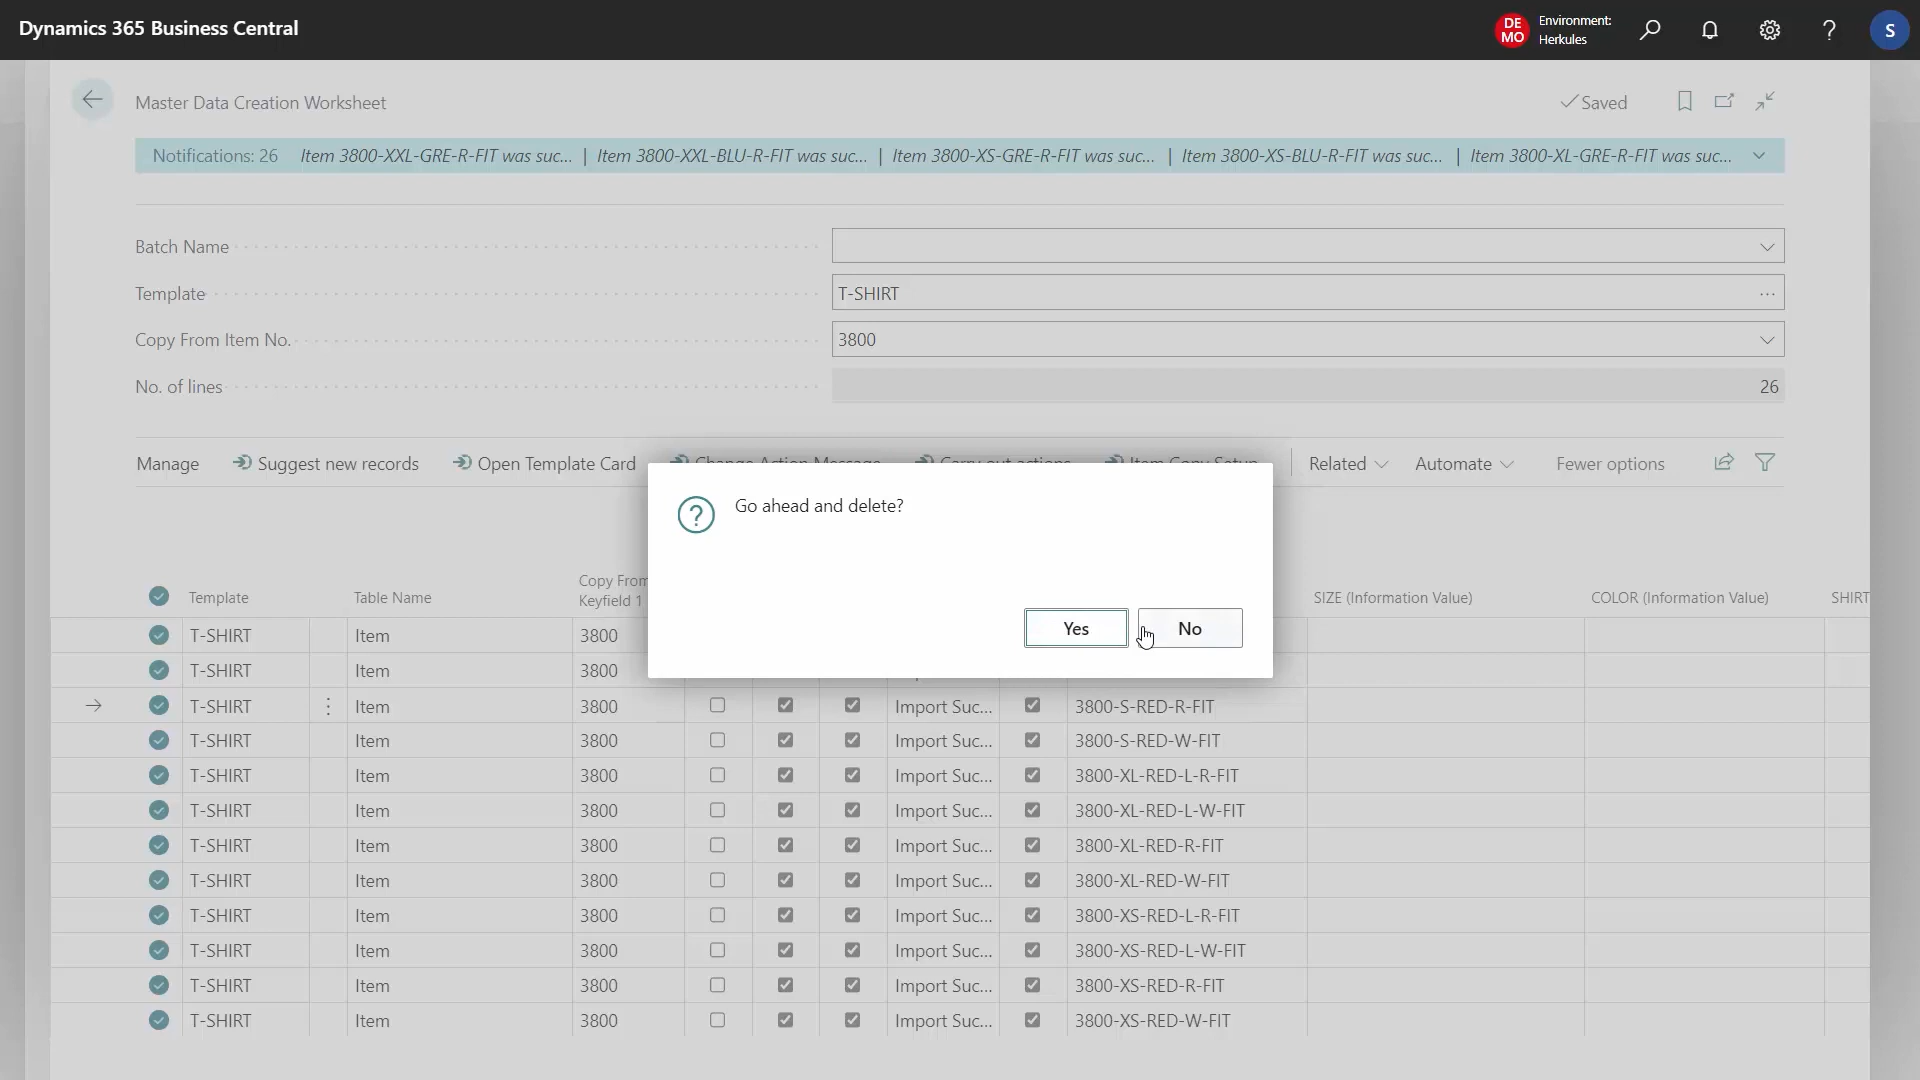 Dynamics 365 Business Central
DE
MO
Environment:
Herkules
?
S
Master Data Creation Worksheet
Saved
Notifications: 26 Item 3800-XXL-GRE-R-FIT was suc... | Item 3800-XXL-BLU-R-FIT was suc... | Item 3800-XS-GRE-R-FIT was suc... | Item 3800-XS-BLU-R-FIT was suc... | Item 3800-XL-GRE-R-FIT was suc...
Batch Name
Template T-SHIRT ...
Copy From Item No. 3800
No. of lines 26
Manage Suggest new records Open Template Card Change Action Message Carry out actions Item Copy Setup Related Automate Fewer options
?
Go ahead and delete?
Yes No
Template Table Name Copy From
Keyfield 1 SIZE (Information Value) COLOR (Information Value) SHIRT
T-SHIRT Item 3800
T-SHIRT Item 3800
T-SHIRT Item 3800 Import Suc... 3800-S-RED-R-FIT
T-SHIRT Item 3800 Import Suc... 3800-S-RED-W-FIT
T-SHIRT Item 3800 Import Suc... 3800-XL-RED-L-R-FIT
T-SHIRT Item 3800 Import Suc... 3800-XL-RED-L-W-FIT
T-SHIRT Item 3800 Import Suc... 3800-XL-RED-R-FIT
T-SHIRT Item 3800 Import Suc... 3800-XL-RED-W-FIT
T-SHIRT Item 3800 Import Suc... 3800-XS-RED-L-R-FIT
T-SHIRT Item 3800 Import Suc... 3800-XS-RED-L-W-FIT
T-SHIRT Item 3800 Import Suc... 3800-XS-RED-R-FIT
T-SHIRT Item 3800 Import Suc... 3800-XS-RED-W-FIT